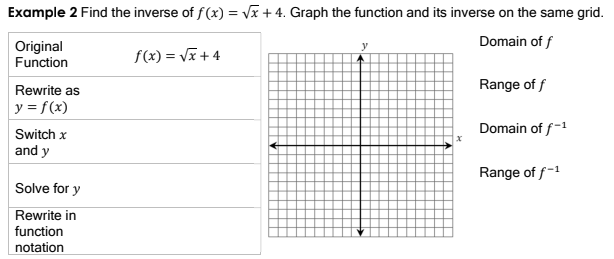 Example 2 Find the inverse of f(x) = √x + 4. Graph the function and its inverse on the same grid.
Original
Function
f(x) = √x + 4
Rewrite as
y = f(x)
Switch x
and y
Solve for y
Rewrite in
function
notation
y
x
Domain of f
Range of f
Domain of f⁻¹
Range of f⁻¹